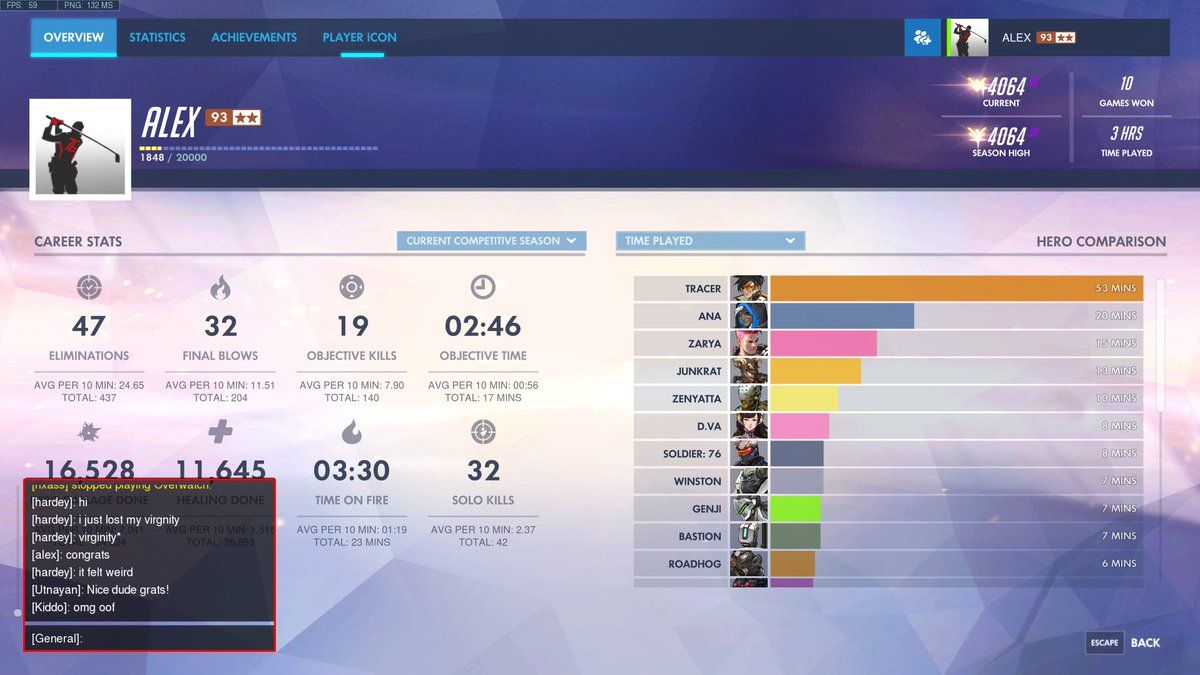 FPS: 59 PNG: 132 MS
OVERVIEW STATISTICS ACHIEVEMENTS PLAYER ICON
ALEX 93
ALEX 93
1848 / 20000
4064 SR
CURRENT
10
GAMES WON
4064 SR
SEASON HIGH
3 HRS
TIME PLAYED
CAREER STATS
CURRENT COMPETITIVE SEASON
47
ELIMINATIONS
AVG PER 10 MIN: 24.65
TOTAL: 437
32
FINAL BLOWS
AVG PER 10 MIN: 11.51
TOTAL: 204
19
OBJECTIVE KILLS
AVG PER 10 MIN: 7.90
TOTAL: 140
02:46
OBJECTIVE TIME
AVG PER 10 MIN: 00:56
TOTAL: 17 MINS
16,528
DONE
11,645
HEALING DONE
AVG PER 10 MIN: 1,515
TOTAL: 26,855
03:30
TIME ON FIRE
AVG PER 10 MIN: 01:19
TOTAL: 23 MINS
32
SOLO KILLS
AVG PER 10 MIN: 2.37
TOTAL: 42
TIME PLAYED
HERO COMPARISON
TRACER 53 MINS
ANA 20 MINS
ZARYA 15 MINS
JUNKRAT 13 MINS
ZENYATTA 10 MINS
D.VA 8 MINS
SOLDIER: 76 8 MINS
WINSTON 7 MINS
GENJI 7 MINS
BASTION 7 MINS
ROADHOG 6 MINS
stopped playing Overwatch.
[hardey]: hi
[hardey]: i just lost my virgnity
[hardey]: virginity*
[alex]: congrats
[hardey]: it felt weird
[Utnayan]: Nice dude grats!
[Kiddo]: omg oof
[General]:
ESCAPE BACK